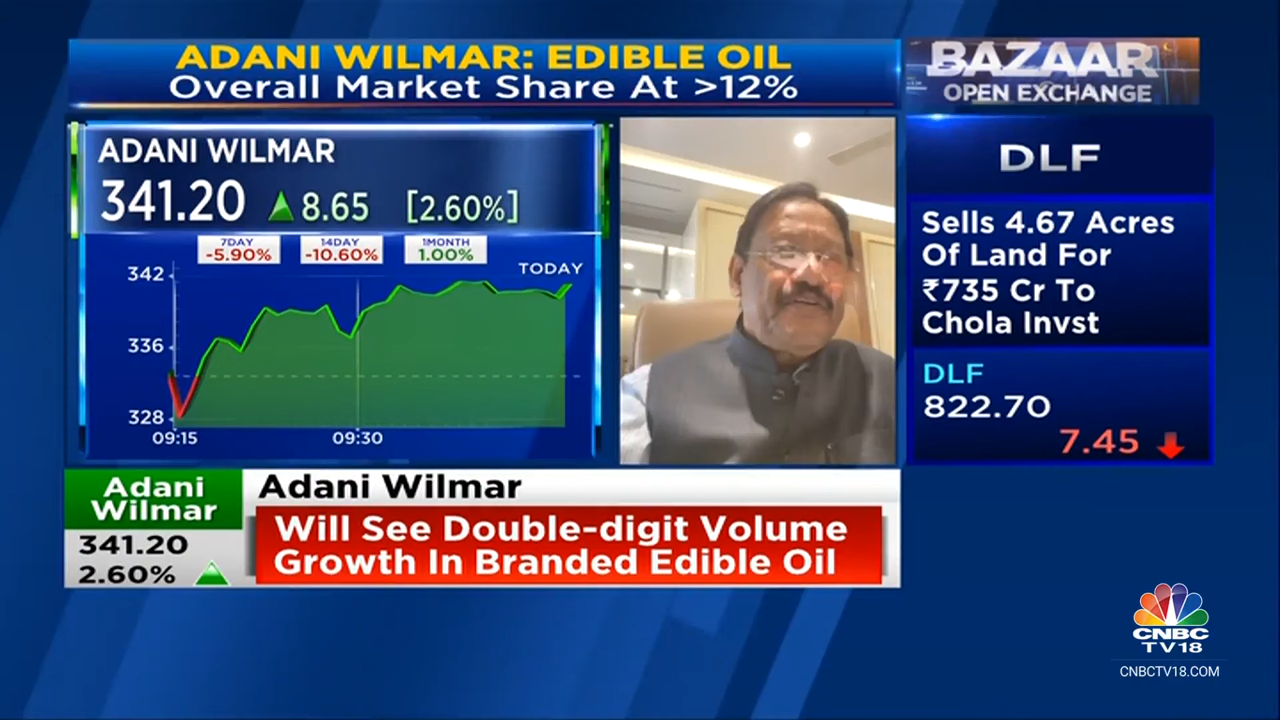 ADANI WILMAR: EDIBLE OIL
Overall Market Share At >12%
BAZAAR
OPEN EXCHANGE
ADANI WILMAR
341.20 ▲ 8.65 [2.60%]
7DAY 14DAY 1MONTH
-5.90% -10.60% 1.00%
TODAY
342
336
328
09:15 09:30
DLF
Sells 4.67 Acres
Of Land For
₹735 Cr To
Chola Invst
DLF
822.70
7.45
Adani
Wilmar
341.20
2.60%
Adani Wilmar
Will See Double-digit Volume
Growth In Branded Edible Oil
CNBC
TV18
CNBCTV18.COM